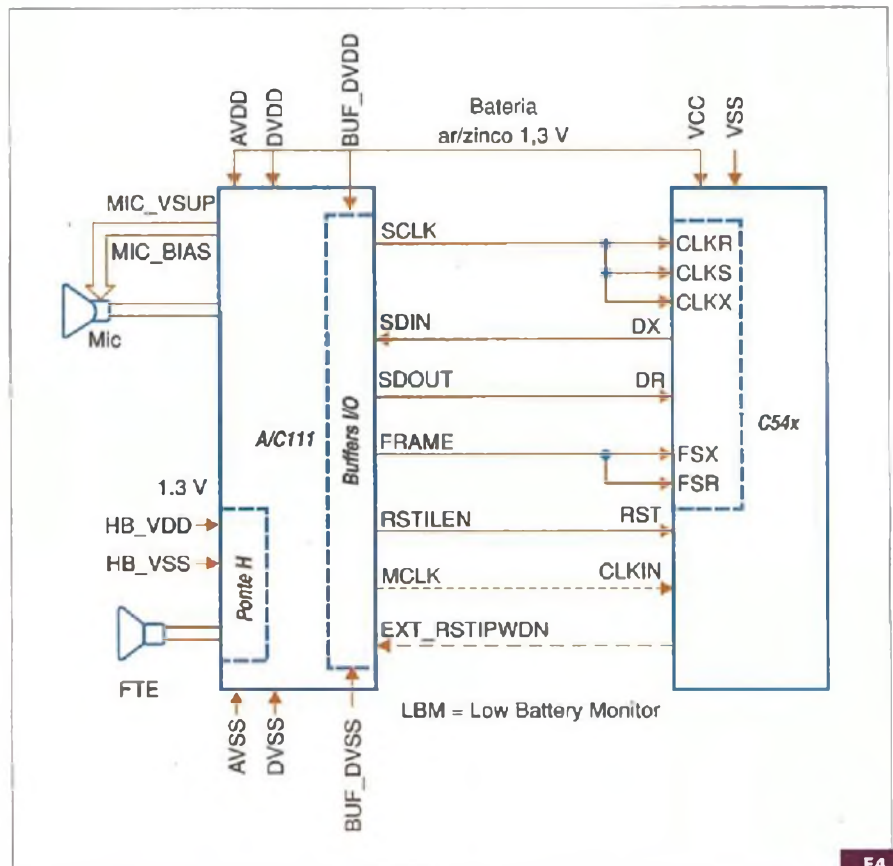 AVDD
DVDD
BUF_DVDD
Bateria
ar/zinco 1,3 V
VCC
VSS
MIC_VSUP
MIC_BIAS
Mic
SCLK
CLKR
CLKS
CLKX
SDIN
DX
SDOUT
DR
A/C111
Buffers I/O
C54x
FRAME
FSX
FSR
1.3 V
HB_VDD
HB_VSS
Ponte H
RSTILEN
RST
MCLK
CLKIN
EXT_RSTIPWDN
FTE
LBM = Low Battery Monitor
AVSS
DVSS
BUF_DVSS